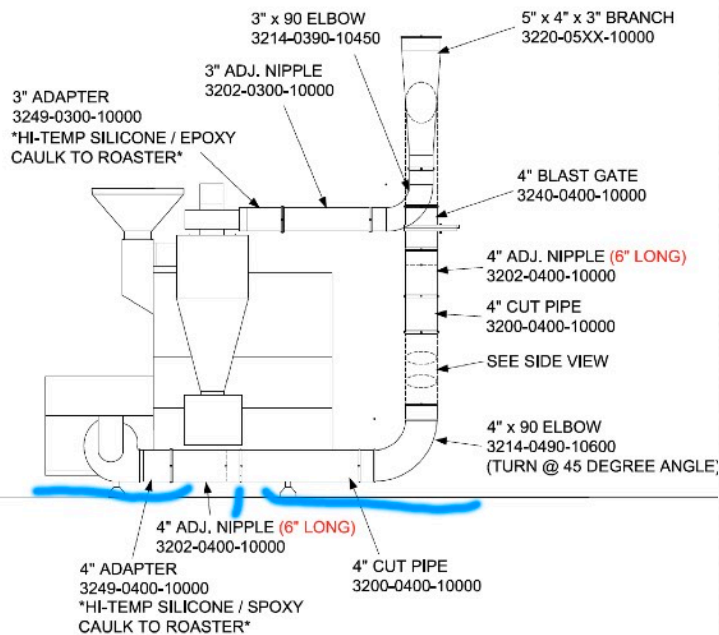 3" x 90 ELBOW
3214-0390-10450
5" x 4" x 3" BRANCH
3220-05XX-10000
3" ADJ. NIPPLE
3202-0300-10000
3" ADAPTER
3249-0300-10000
*HI-TEMP SILICONE / EPOXY
CAULK TO ROASTER*
4" BLAST GATE
3240-0400-10000
4" ADJ. NIPPLE (6" LONG)
3202-0400-10000
4" CUT PIPE
3200-0400-10000
SEE SIDE VIEW
4" x 90 ELBOW
3214-0490-10600
(TURN @ 45 DEGREE ANGLE)
4" ADJ. NIPPLE (6" LONG)
3202-0400-10000
4" CUT PIPE
3200-0400-10000
4" ADAPTER
3249-0400-10000
*HI-TEMP SILICONE / SPOXY
CAULK TO ROASTER*